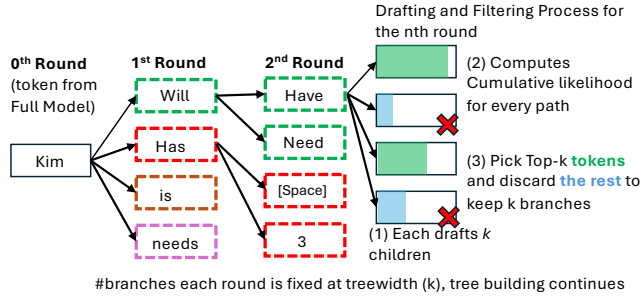 Drafting and Filtering Process for
the nth round
0th Round
(token from
Full Model)
1st Round
2nd Round
Kim
Will
Has
is
needs
Have
Need
[Space]
3
(2) Computes
Cumulative likelihood
for every path
(3) Pick Top-k tokens
and discard the rest to
keep k branches
(1) Each drafts k
children
#branches each round is fixed at treewidth (k), tree building continues